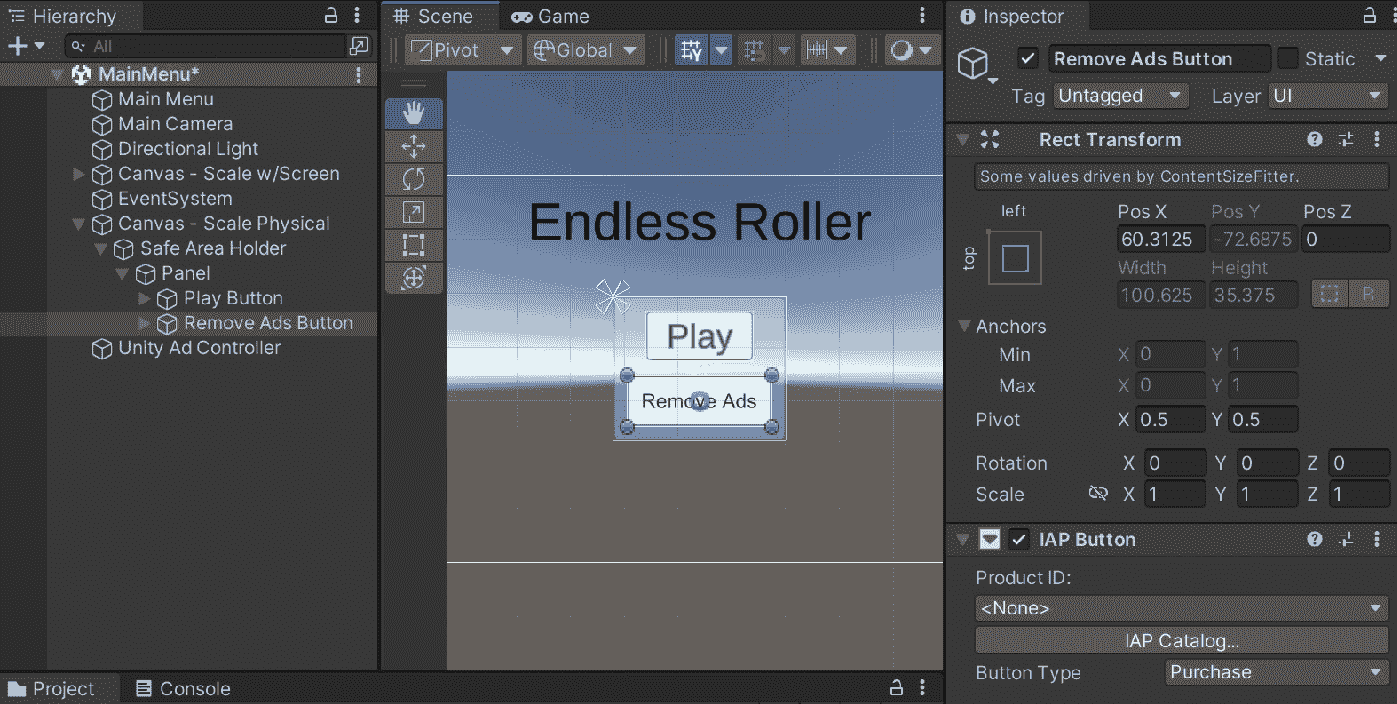 Hierarchy
All
MainMenu*
Main Menu
Main Camera
Directional Light
Canvas - Scale w/Screen
EventSystem
Canvas - Scale Physical
Safe Area Holder
Panel
Play Button
Remove Ads Button
Unity Ad Controller
Scene Game
Pivot Global
Endless Roller
Play
Remove Ads
Inspector
Remove Ads Button Static
Tag Untagged Layer UI
Rect Transform
Some values driven by ContentSizeFitter.
left Pos X Pos Y Pos Z
top 60.3125 -72.6875 0
Width Height
100.625 35.375 R
Anchors
Min X 0 Y 1
Max X 0 Y 1
Pivot X 0.5 Y 0.5
Rotation X 0 Y 0 Z 0
Scale X 1 Y 1 Z 1
IAP Button
Product ID:
<None>
IAP Catalog...
Button Type Purchase
Project Console